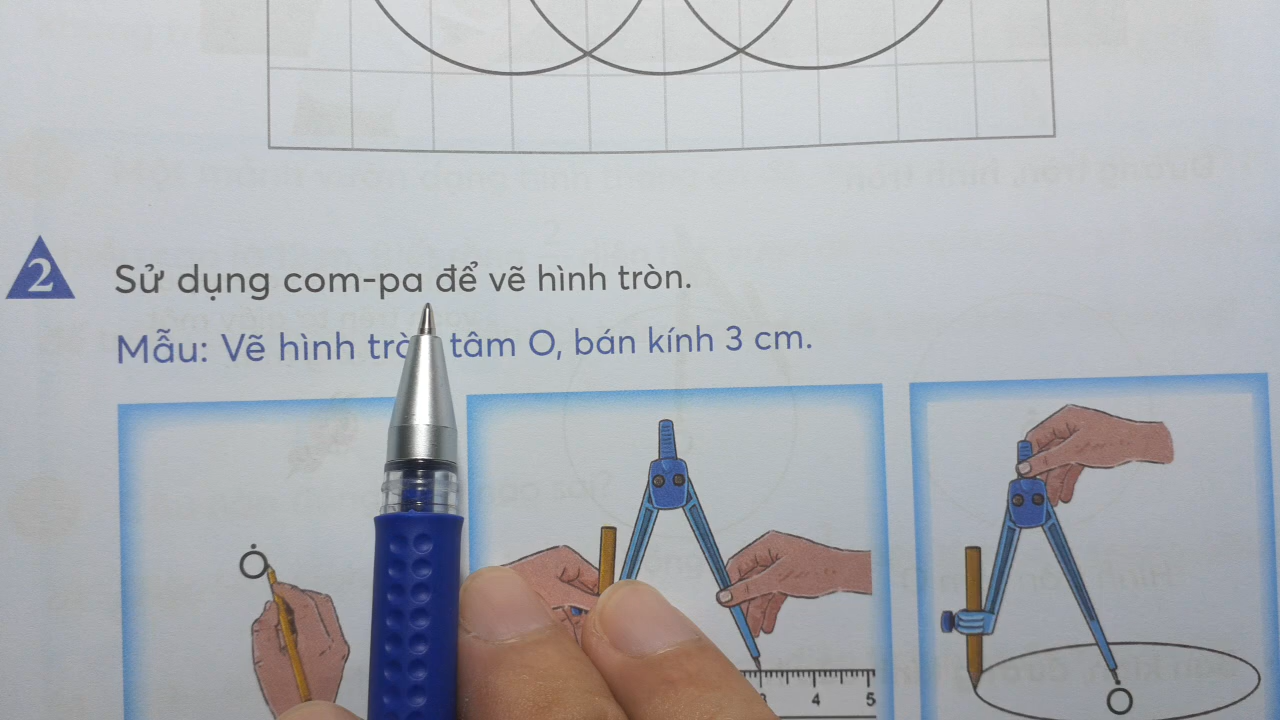 2 Sử dụng com-pa để vẽ hình tròn.
Mẫu: Vẽ hình tâm O, bán kính 3 cm.
O
3 4 5
O